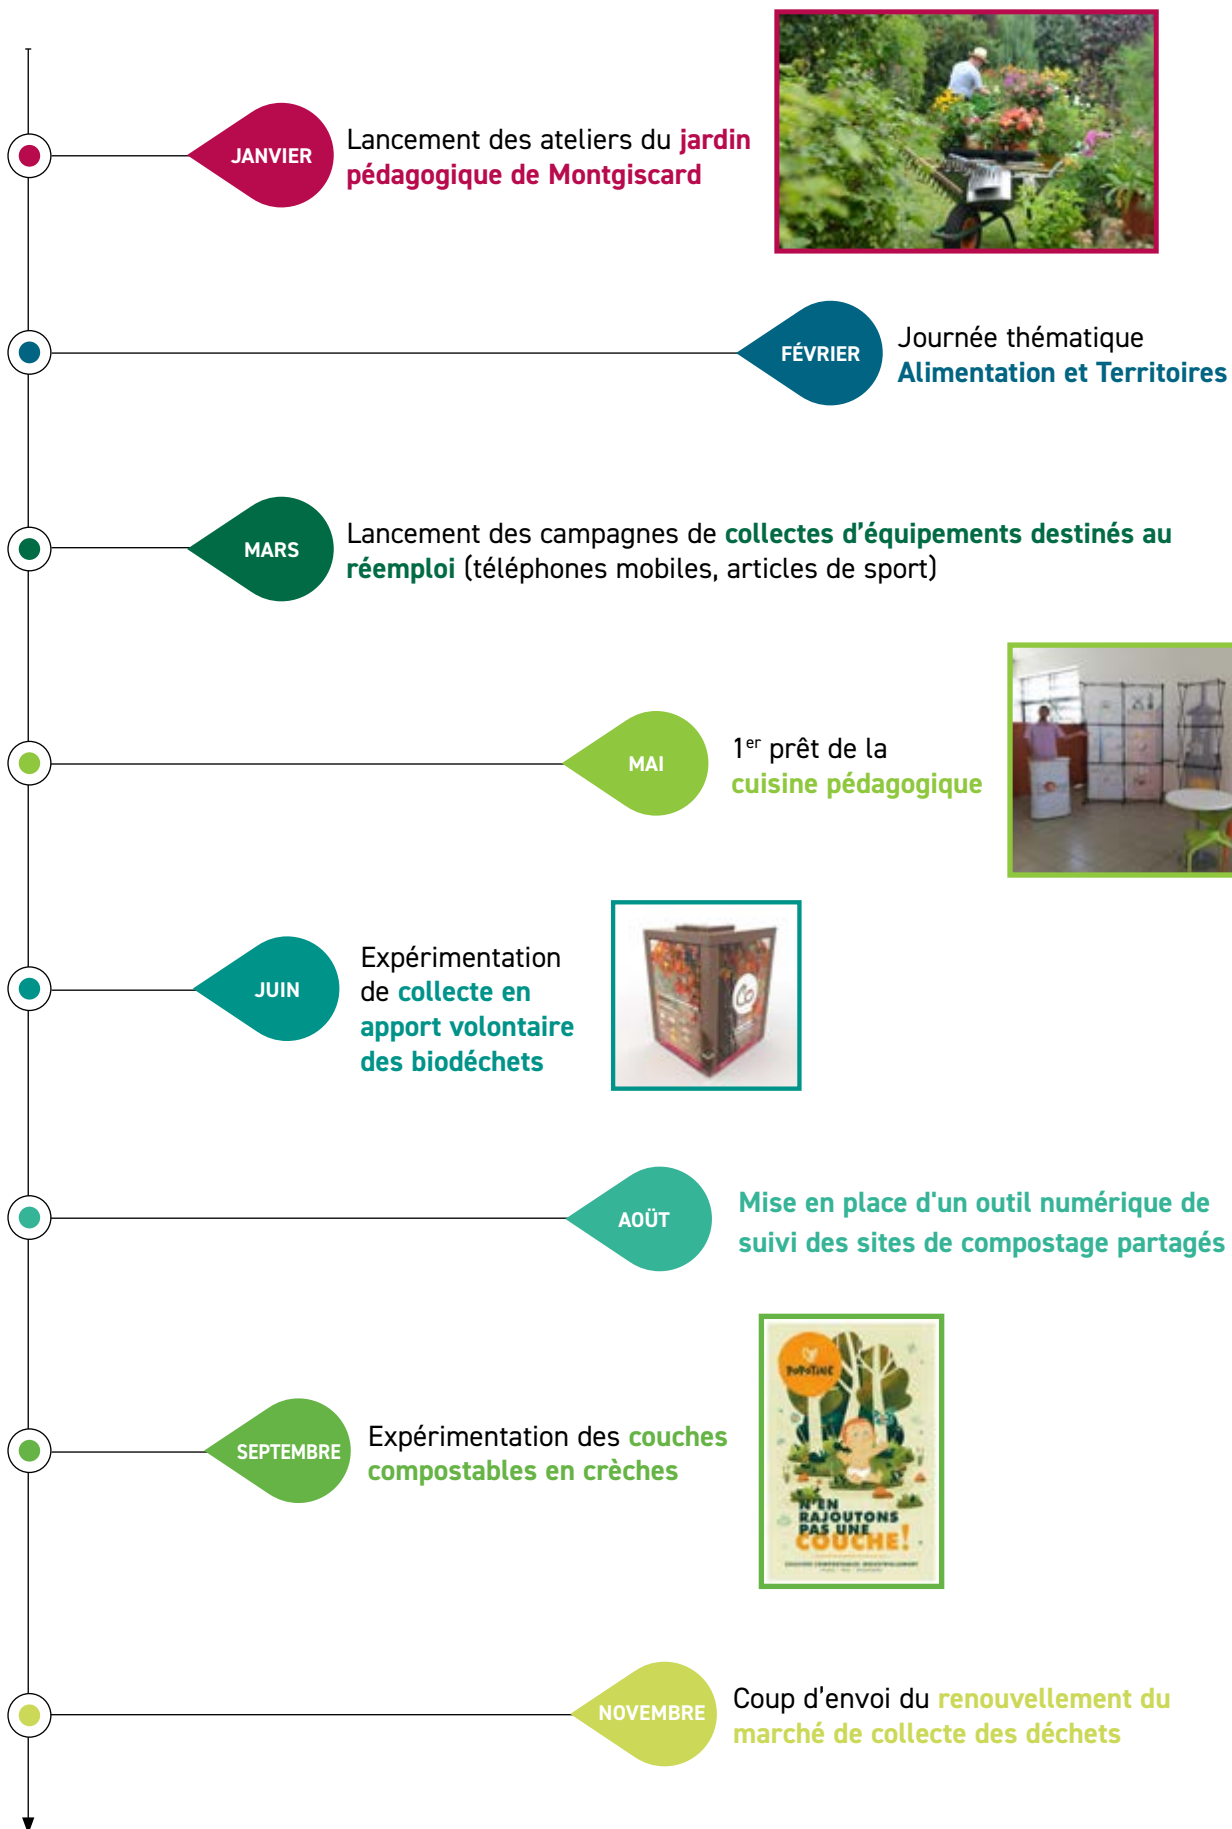 JANVIER
Lancement des ateliers du jardin
pédagogique de Montgiscard
FÉVRIER
Journée thématique
Alimentation et Territoires
MARS
Lancement des campagnes de collectes d’équipements destinés au
réemploi (téléphones mobiles, articles de sport)
MAI
1er prêt de la
cuisine pédagogique
JUIN
Expérimentation
de collecte en
apport volontaire
des biodéchets
Co
AOÜT
Mise en place d'un outil numérique de
suivi des sites de compostage partagés
SEPTEMBRE
Expérimentation des couches
compostables en crèches
POPOTINE
N'EN
RAJOUTONS
PAS UNE
COUCHE!
NOVEMBRE
Coup d’envoi du renouvellement du
marché de collecte des déchets